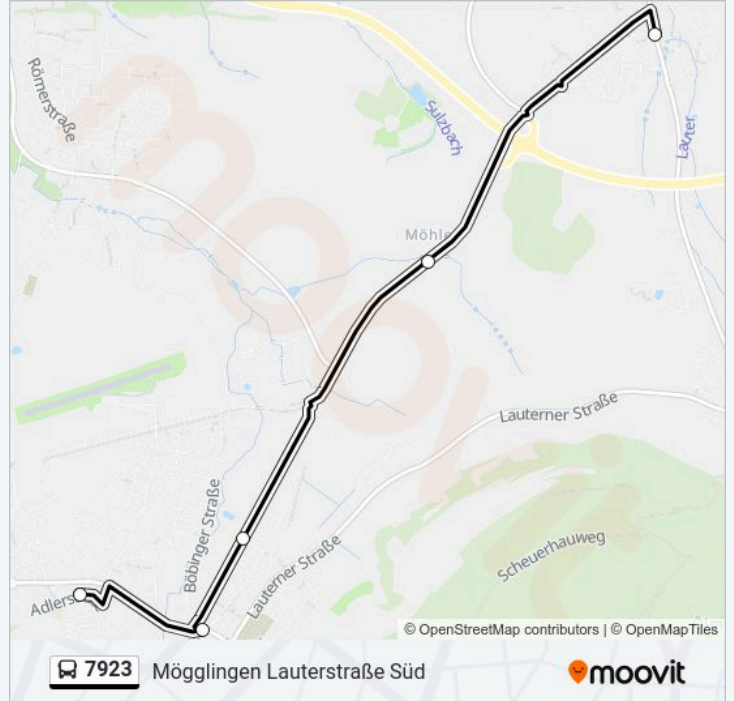 Römerstraße
Sulzbach
Lauter
Möhle
Lauterner Straße
Böbinger Straße
Lauterner Straße
Scheuerhauweg
Adlers
© OpenStreetMap contributors | © OpenMapTiles
7923 Mögglingen Lauterstraße Süd
moovit